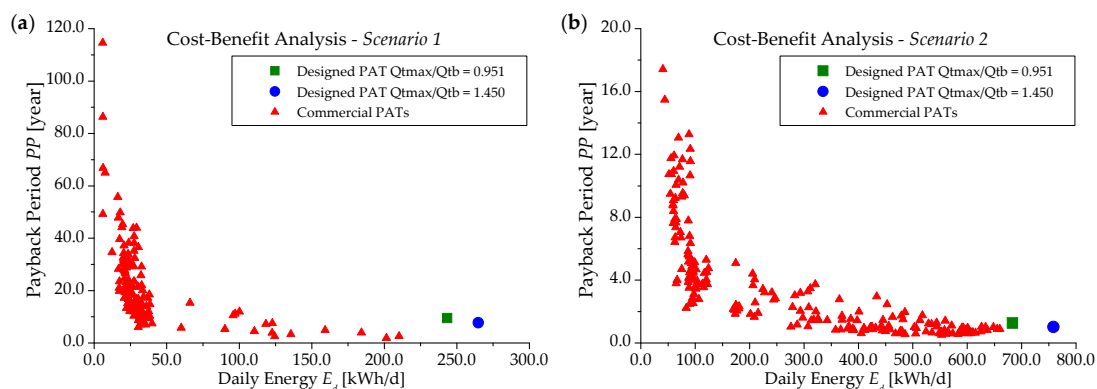 (a)
Cost-Benefit Analysis - Scenario 1
Designed PAT Qtmax/Qtb = 0.951
Designed PAT Qtmax/Qtb = 1.450
Commercial PATs
Payback Period PP [year]
120.0
100.0
80.0
60.0
40.0
20.0
0.0
0.0 50.0 100.0 150.0 200.0 250.0 300.0
Daily Energy Ed [kWh/d]
(b)
Cost-Benefit Analysis - Scenario 2
Designed PAT Qtmax/Qtb = 0.951
Designed PAT Qtmax/Qtb = 1.450
Commercial PATs
Payback Period PP [year]
20.0
16.0
12.0
8.0
4.0
0.0
0.0 100.0 200.0 300.0 400.0 500.0 600.0 700.0 800.0
Daily Energy Ed [kWh/d]